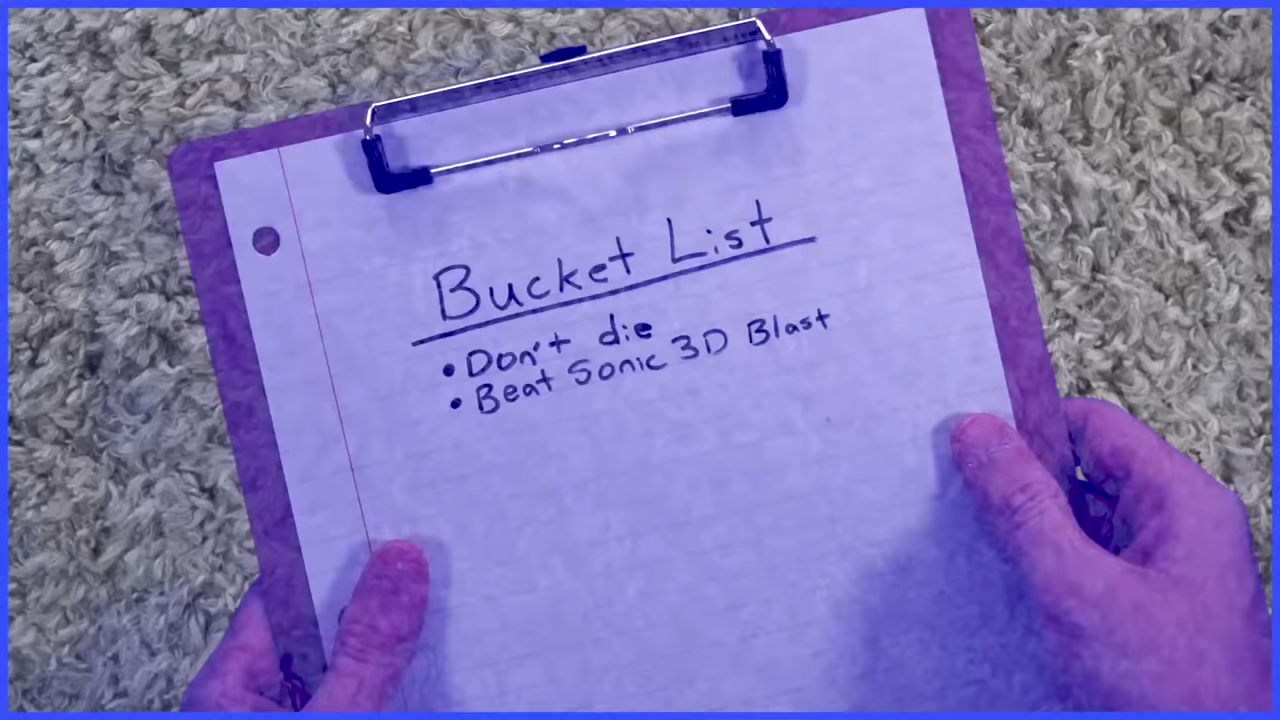 Bucket List
• Don't die
• Beat Sonic 3D Blast